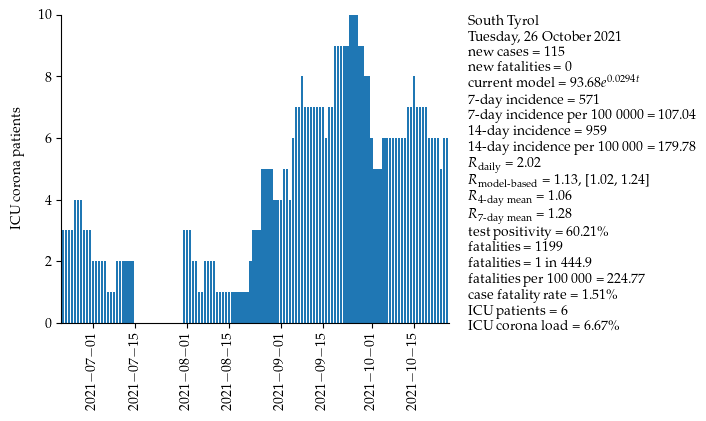 10
8
6
4
2
0
ICU corona patients
2021−07−01
2021−07−15
2021−08−01
2021−08−15
2021−09−01
2021−09−15
2021−10−01
2021−10−15
South Tyrol
Tuesday, 26 October 2021
new cases = 115
new fatalities = 0
current model = 93.68e^0.0294t
7-day incidence = 571
7-day incidence per 100 0000 = 107.04
14-day incidence = 959
14-day incidence per 100 000 = 179.78
R_daily = 2.02
R_model-based = 1.13, [1.02, 1.24]
R_4-day mean = 1.06
R_7-day mean = 1.28
test positivity = 60.21%
fatalities = 1199
fatalities = 1 in 444.9
fatalities per 100 000 = 224.77
case fatality rate = 1.51%
ICU patients = 6
ICU corona load = 6.67%